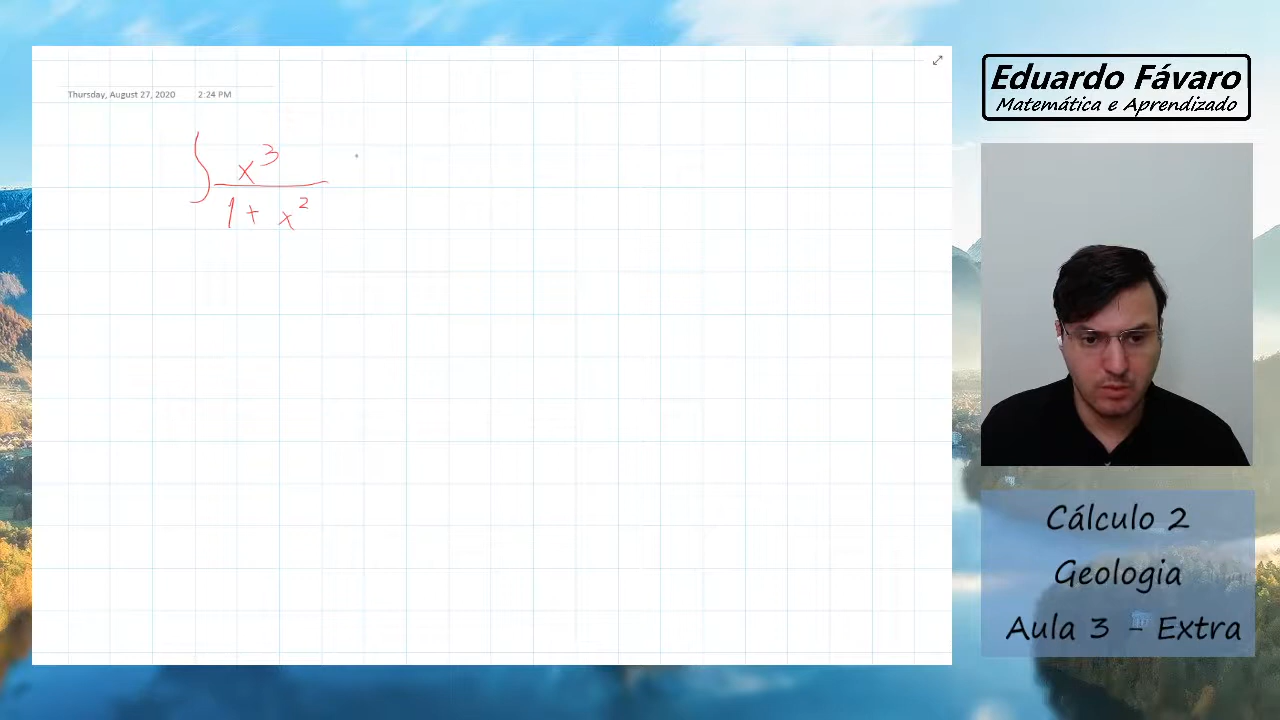 Thursday, August 27, 2020 2:24 PM
∫ x³ / (1 + x²)
Eduardo Fávaro
Matemática e Aprendizado
Cálculo 2
Geologia
Aula 3 - Extra